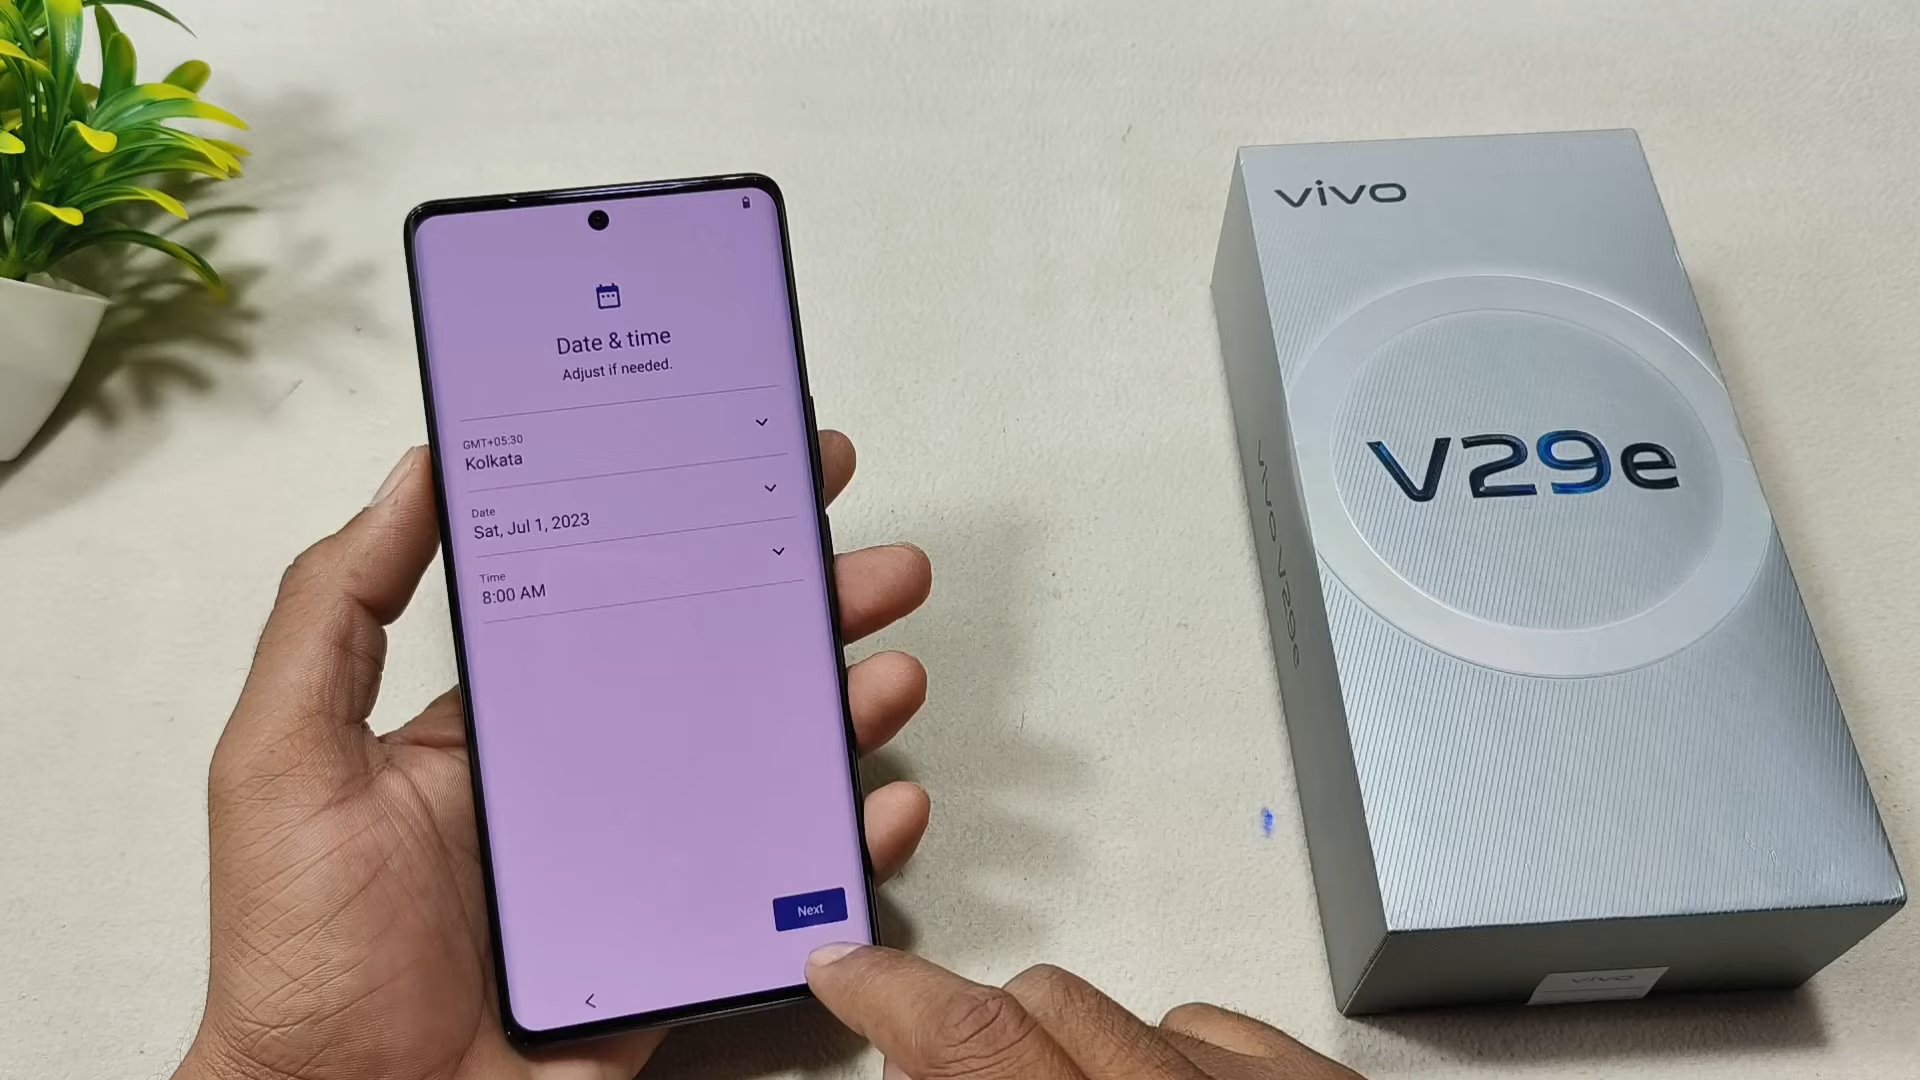 Date & time
Adjust if needed.
GMT+05:30
Kolkata
Date
Sat, Jul 1, 2023
Time
8:00 AM
Next
vivo
V29e
vivo V29e
vivo